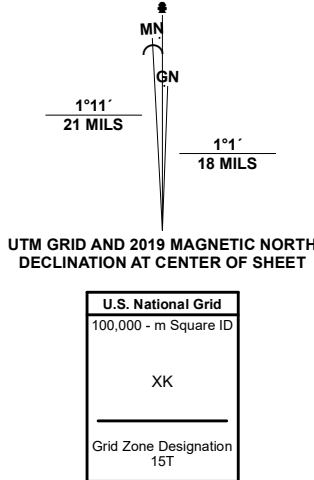 MN
GN
1°11´
21 MILS
1°1´
18 MILS
UTM GRID AND 2019 MAGNETIC NORTH
DECLINATION AT CENTER OF SHEET
U.S. National Grid
100,000 - m Square ID
XK
Grid Zone Designation
15T